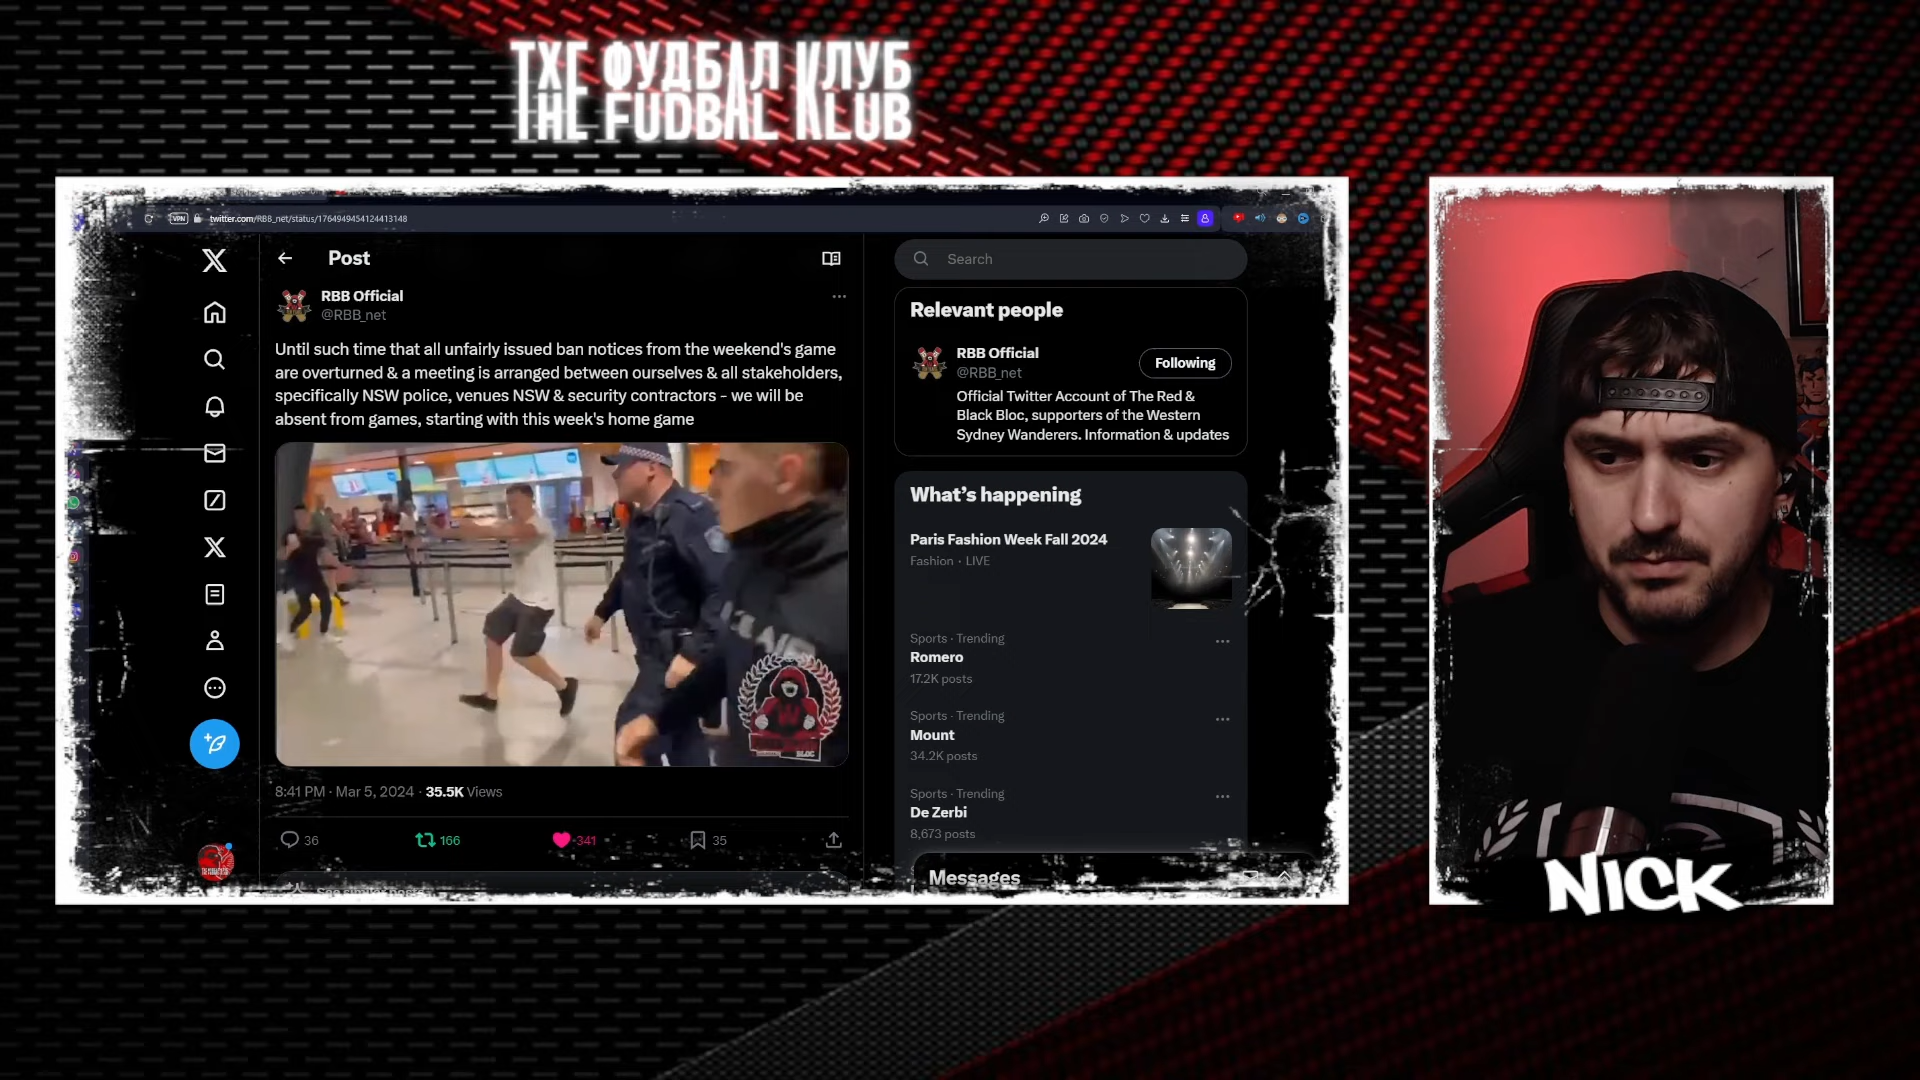 ТХЕ ФУДБАЛ КЛУБ
THE FUDBAL KLUB
VPN
twitter.com/RBB_net/status/1764949454124413148
Post
RBB Official
@RBB_net
Until such time that all unfairly issued ban notices from the weekend's game
are overturned & a meeting is arranged between ourselves & all stakeholders,
specifically NSW police, venues NSW & security contractors - we will be
absent from games, starting with this week's home game
BLOC
8:41 PM · Mar 5, 2024 · 35.5K Views
36
166
341
35
See similar posts
Search
Relevant people
RBB Official
@RBB_net
Following
Official Twitter Account of The Red &
Black Bloc, supporters of the Western
Sydney Wanderers. Information & updates
What's happening
Paris Fashion Week Fall 2024
Fashion · LIVE
Sports · Trending
Romero
17.2K posts
Sports · Trending
Mount
34.2K posts
Sports · Trending
De Zerbi
8,673 posts
Messages
NICK